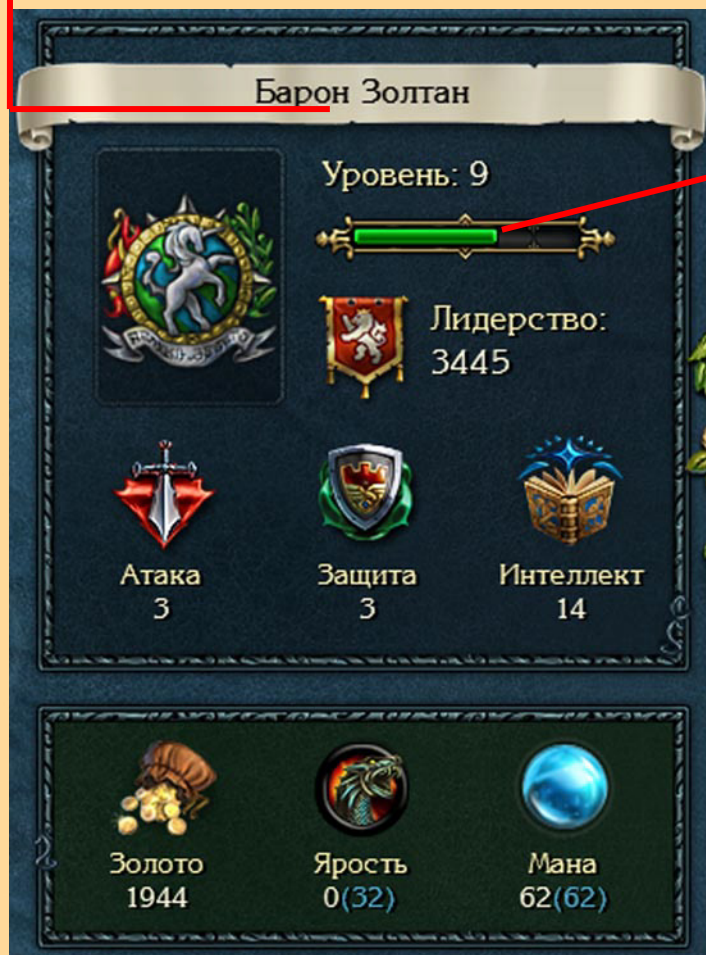 Барон Золтан
Уровень: 9
Лидерство:
3445
Атака
3
Защита
3
Интеллект
14
Золото
1944
Ярость
0(32)
Мана
62(62)